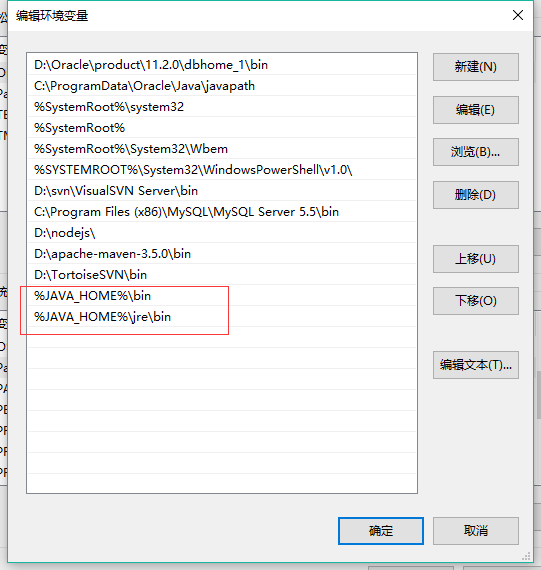 编辑环境变量
D:\Oracle\product\11.2.0\dbhome_1\bin
C:\ProgramData\Oracle\Java\javapath
%SystemRoot%\system32
%SystemRoot%
%SystemRoot%\System32\Wbem
%SYSTEMROOT%\System32\WindowsPowerShell\v1.0\
D:\svn\VisualSVN Server\bin
C:\Program Files (x86)\MySQL\MySQL Server 5.5\bin
D:\nodejs\
D:\apache-maven-3.5.0\bin
D:\TortoiseSVN\bin
%JAVA_HOME%\bin
%JAVA_HOME%\jre\bin
新建(N)
编辑(E)
浏览(B)...
删除(D)
上移(U)
下移(O)
编辑文本(T)...
确定
取消